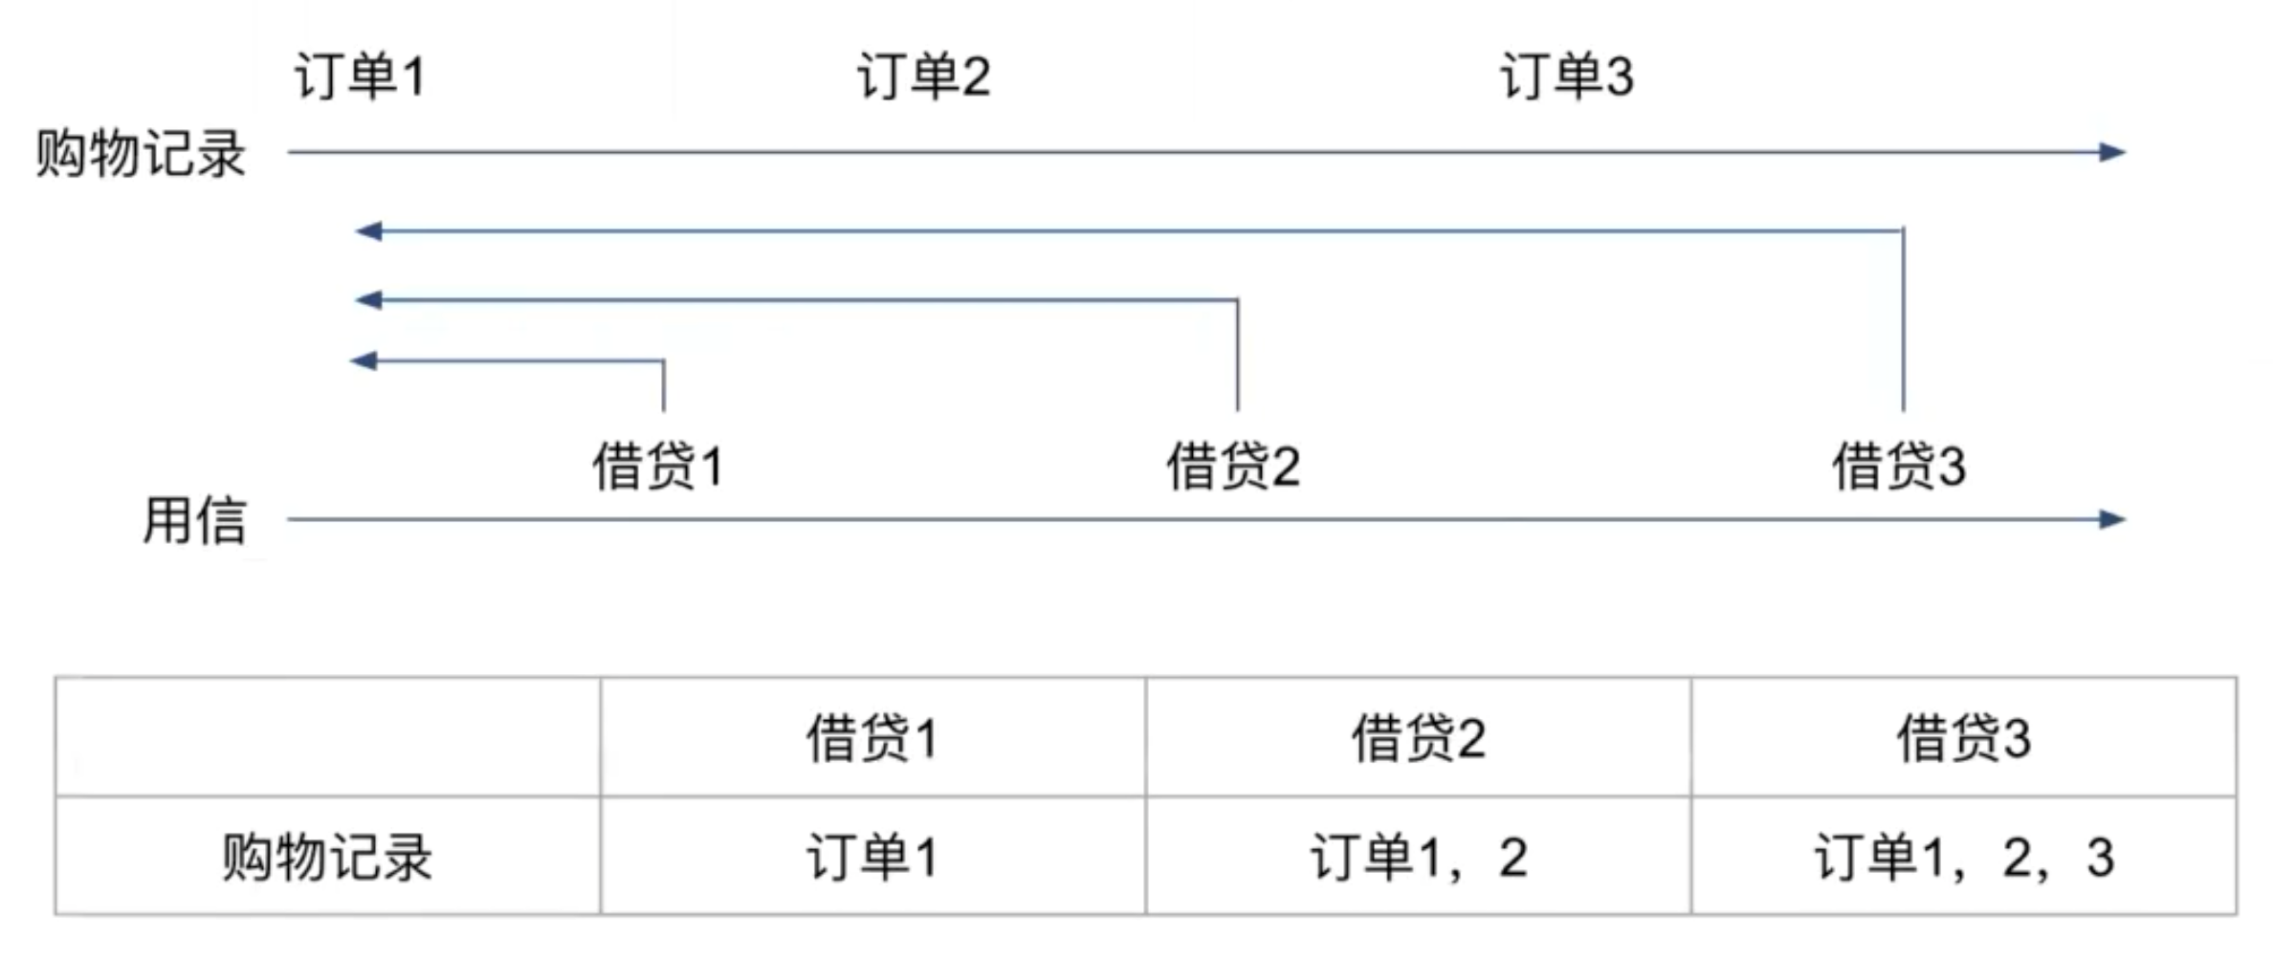 订单1 订单2 订单3
购物记录
借贷1 借贷2 借贷3
用信
借贷1 借贷2 借贷3
购物记录 订单1 订单1，2 订单1，2，3